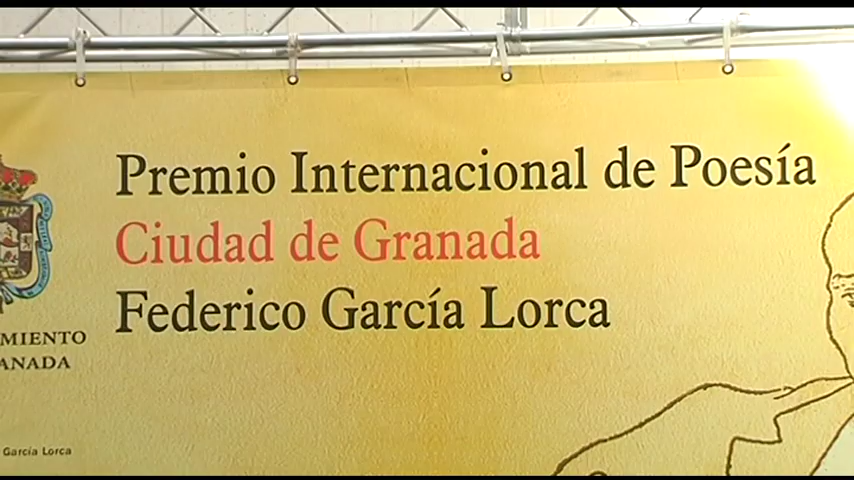 Premio Internacional de Poesía
Ciudad de Granada
Federico García Lorca
MIENTO
ANADA
García Lorca